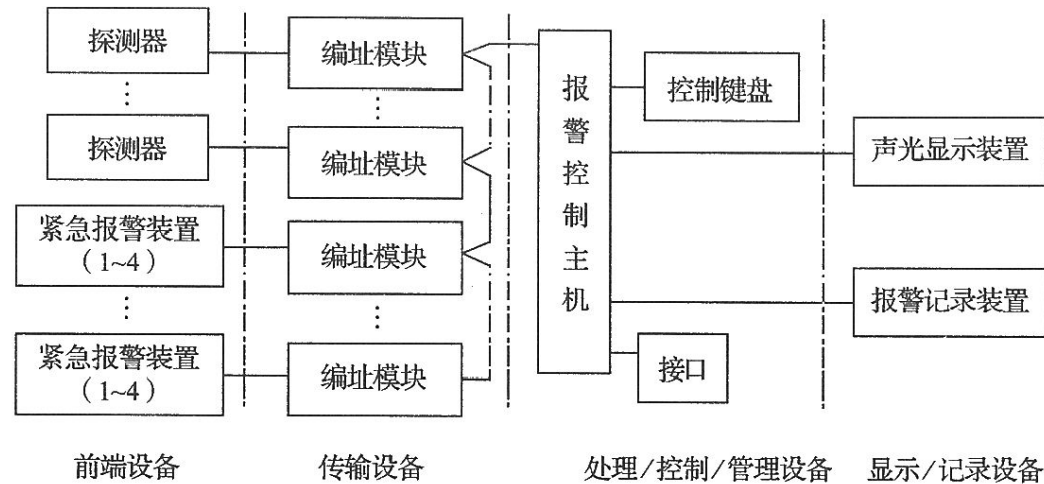 探测器
编址模块
报警控制主机
控制键盘
⋮
⋮
探测器
编址模块
声光显示装置
紧急报警装置
(1~4)
编址模块
⋮
⋮
报警记录装置
紧急报警装置
(1~4)
编址模块
接口
前端设备
传输设备
处理/控制/管理设备
显示/记录设备